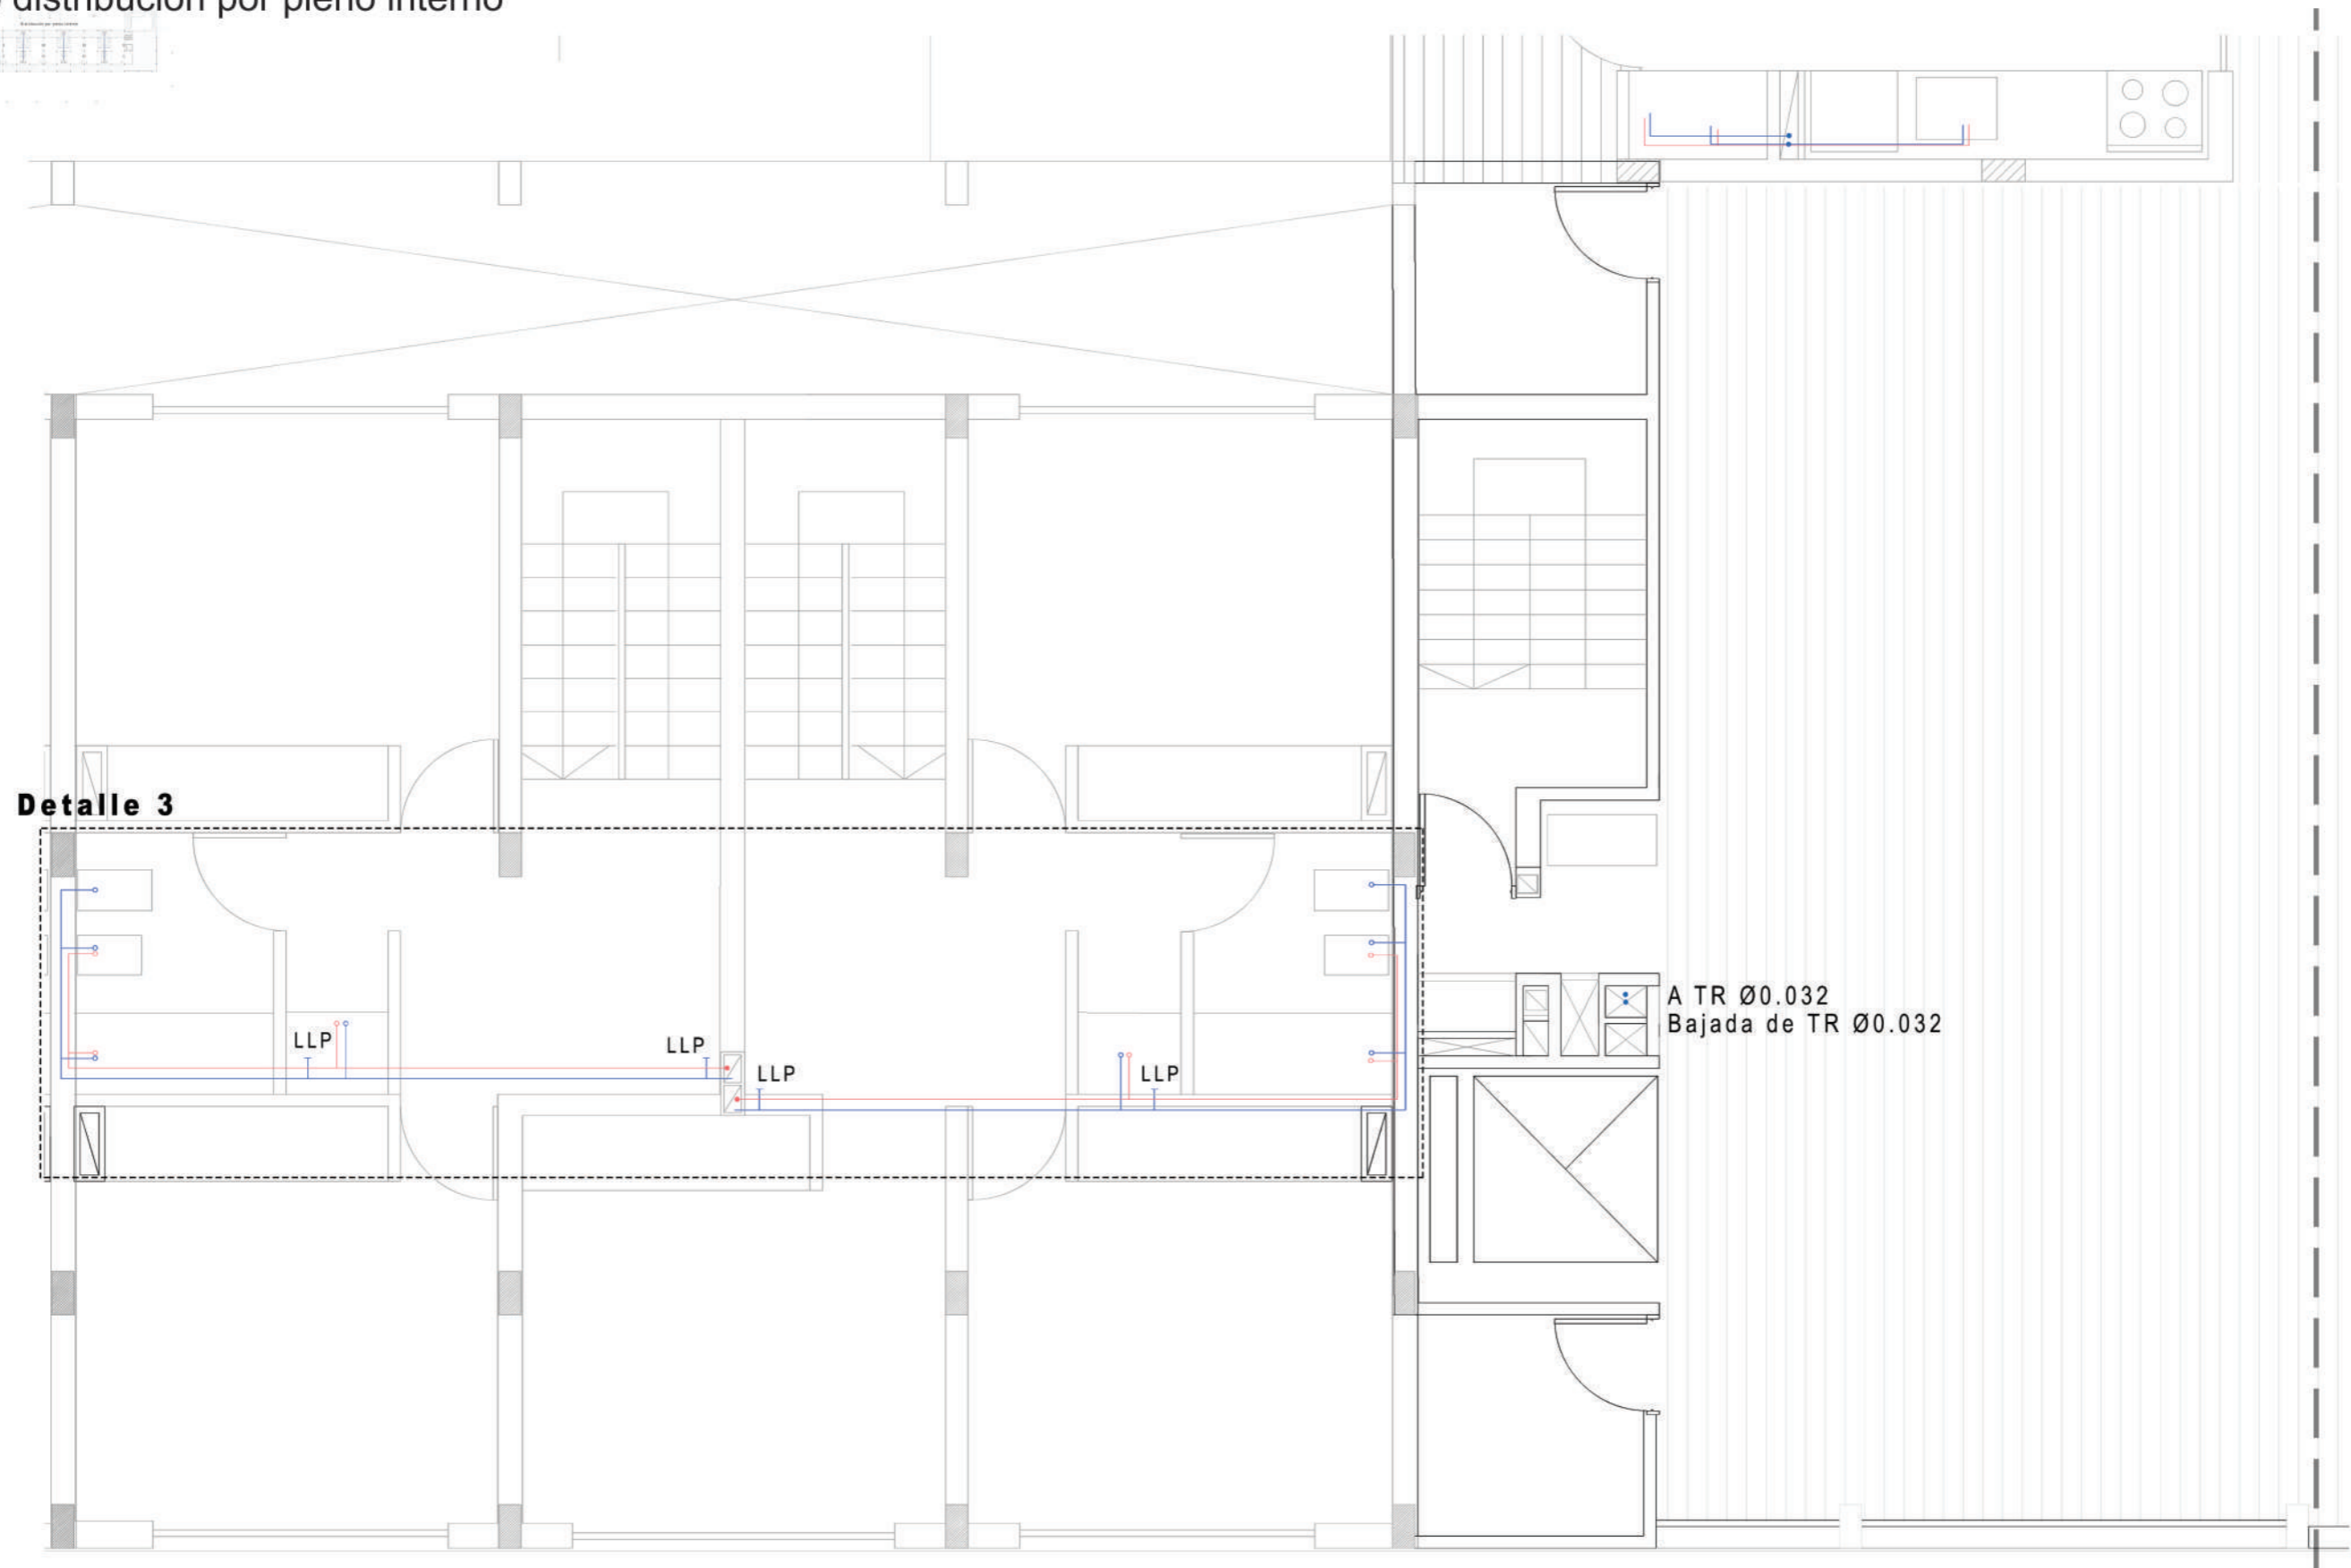 distribución por pleno interno
Detalle 3
LLP
LLP
LLP
LLP
A TR Ø0.032
Bajada de TR Ø0.032